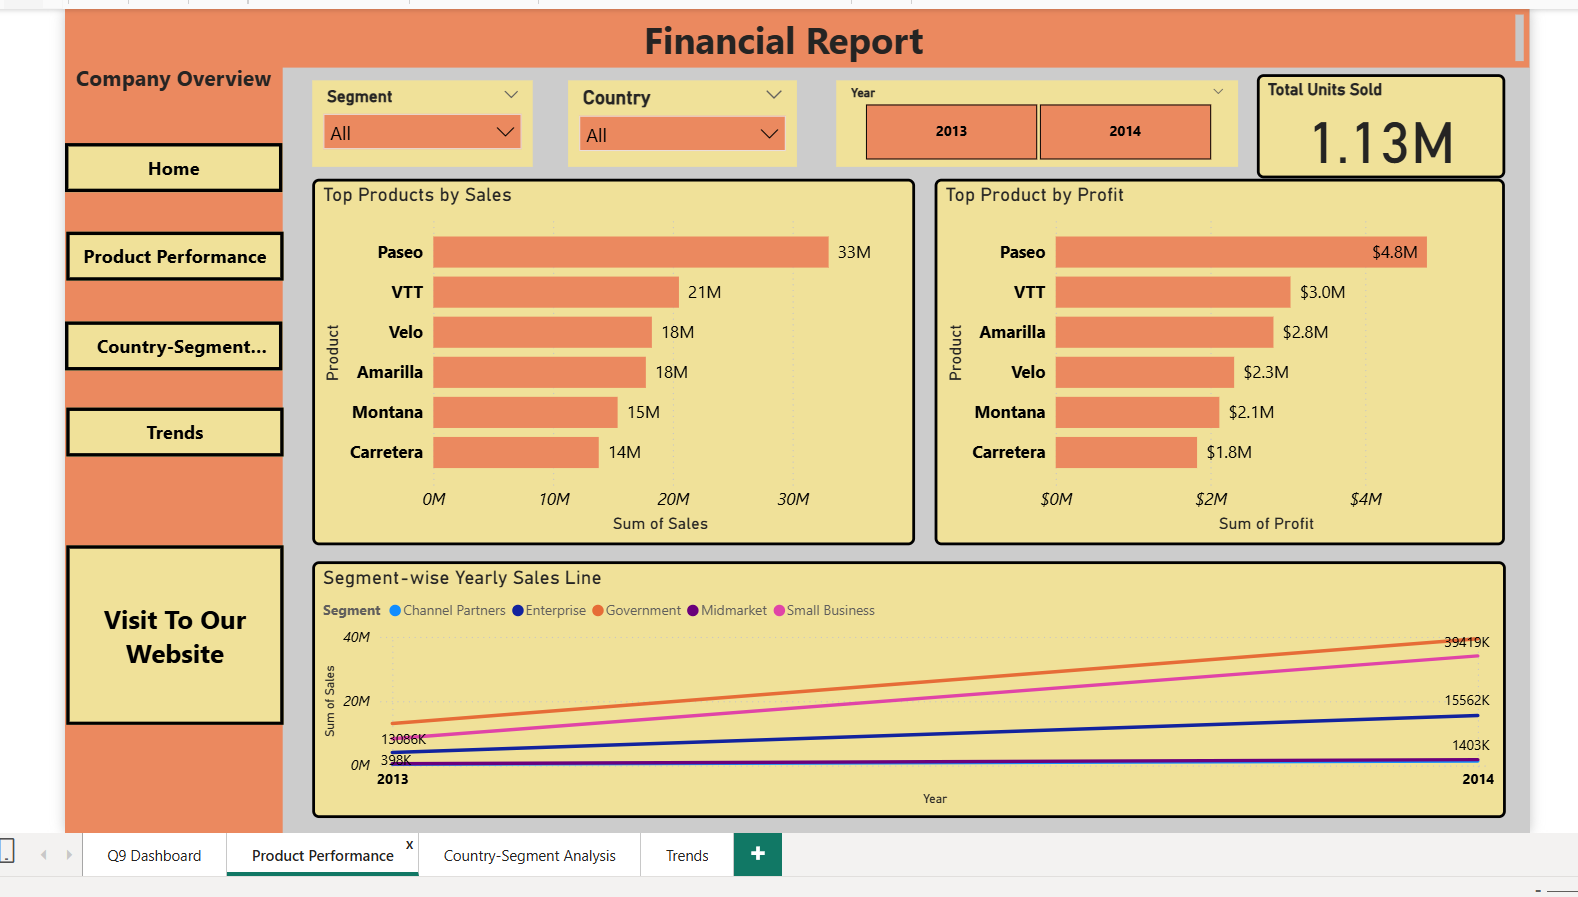 Financial Report
Company Overview
Home
Product Performance
Country-Segment...
Trends
Visit To Our
Website
Segment
All
Country
All
Year
2013
2014
Total Units Sold
1.13M
Top Products by Sales
Product
Paseo
33M
VTT
21M
Velo
18M
Amarilla
18M
Montana
15M
Carretera
14M
0M
10M
20M
30M
Sum of Sales
Top Product by Profit
Product
Paseo
$4.8M
VTT
$3.0M
Amarilla
$2.8M
Velo
$2.3M
Montana
$2.1M
Carretera
$1.8M
$0M
$2M
$4M
Sum of Profit
Segment-wise Yearly Sales Line
Segment Channel Partners Enterprise Government Midmarket Small Business
Sum of Sales
40M
20M
0M
39419K
15562K
13086K
1403K
398K
2013
2014
Year
Q9 Dashboard
Product Performance x
Country-Segment Analysis
Trends
+